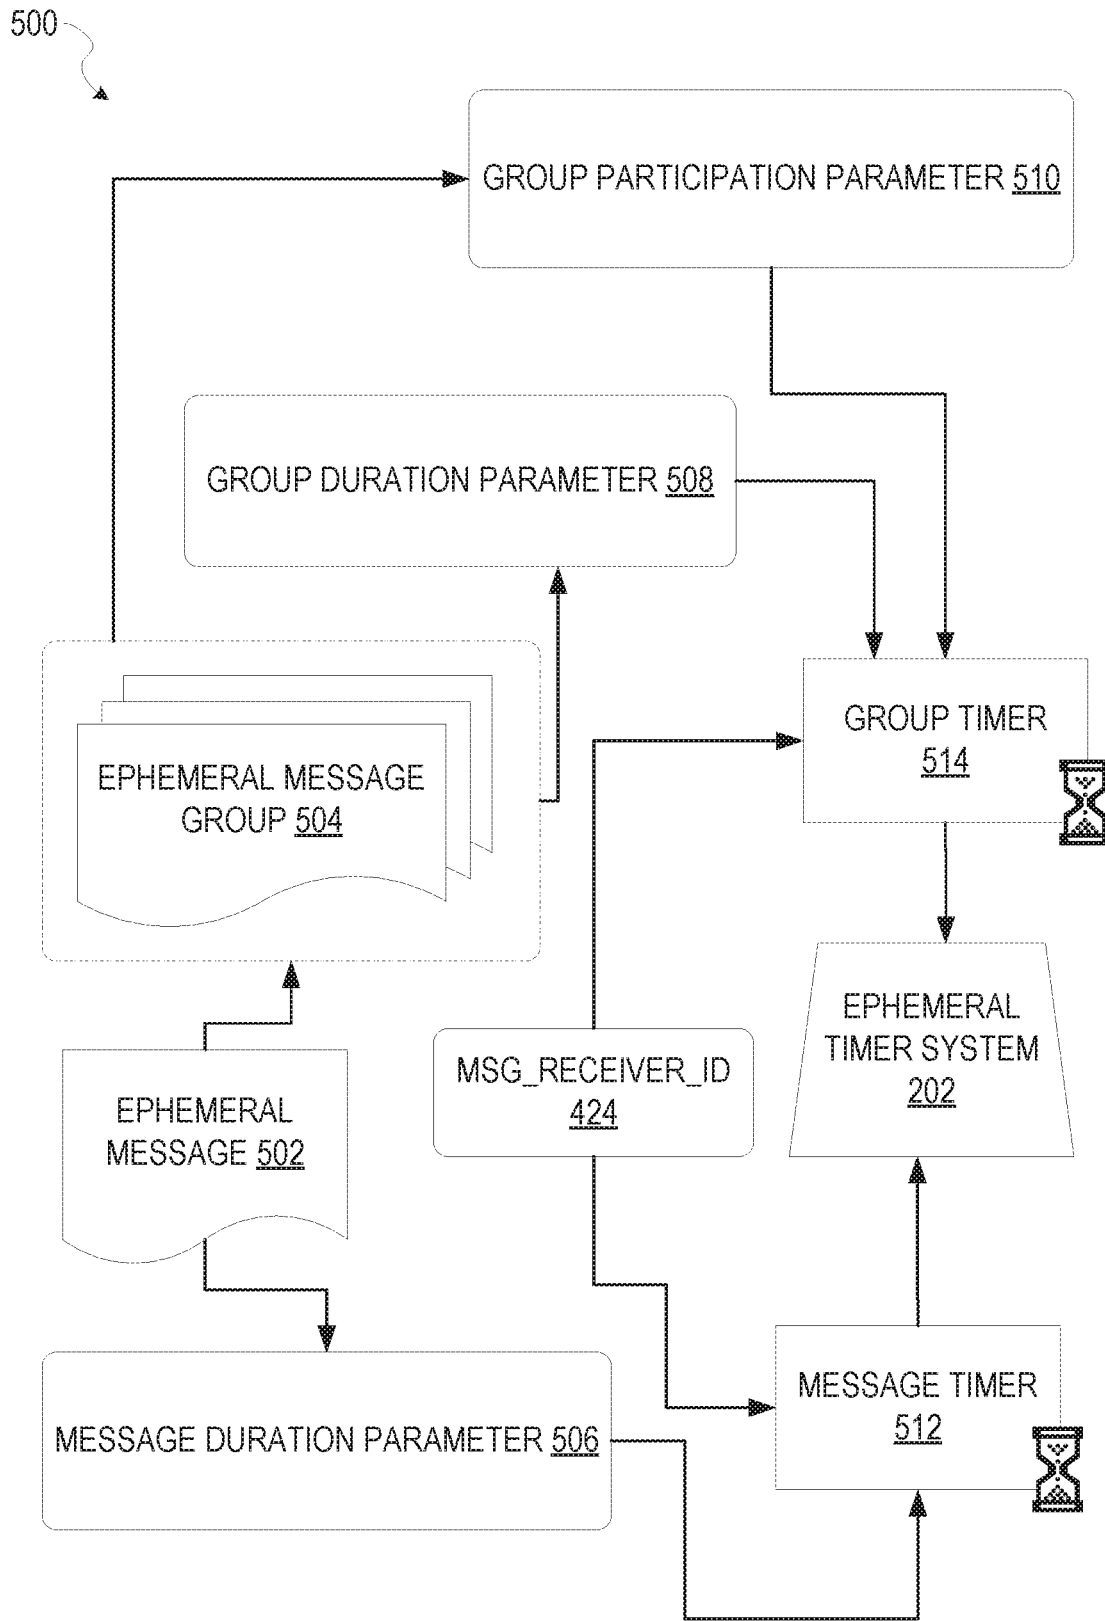 500
GROUP PARTICIPATION PARAMETER 510
GROUP DURATION PARAMETER 508
GROUP TIMER
514
EPHEMERAL MESSAGE
GROUP 504
EPHEMERAL
TIMER SYSTEM
202
MSG_RECEIVER_ID
424
EPHEMERAL
MESSAGE 502
MESSAGE TIMER
512
MESSAGE DURATION PARAMETER 506